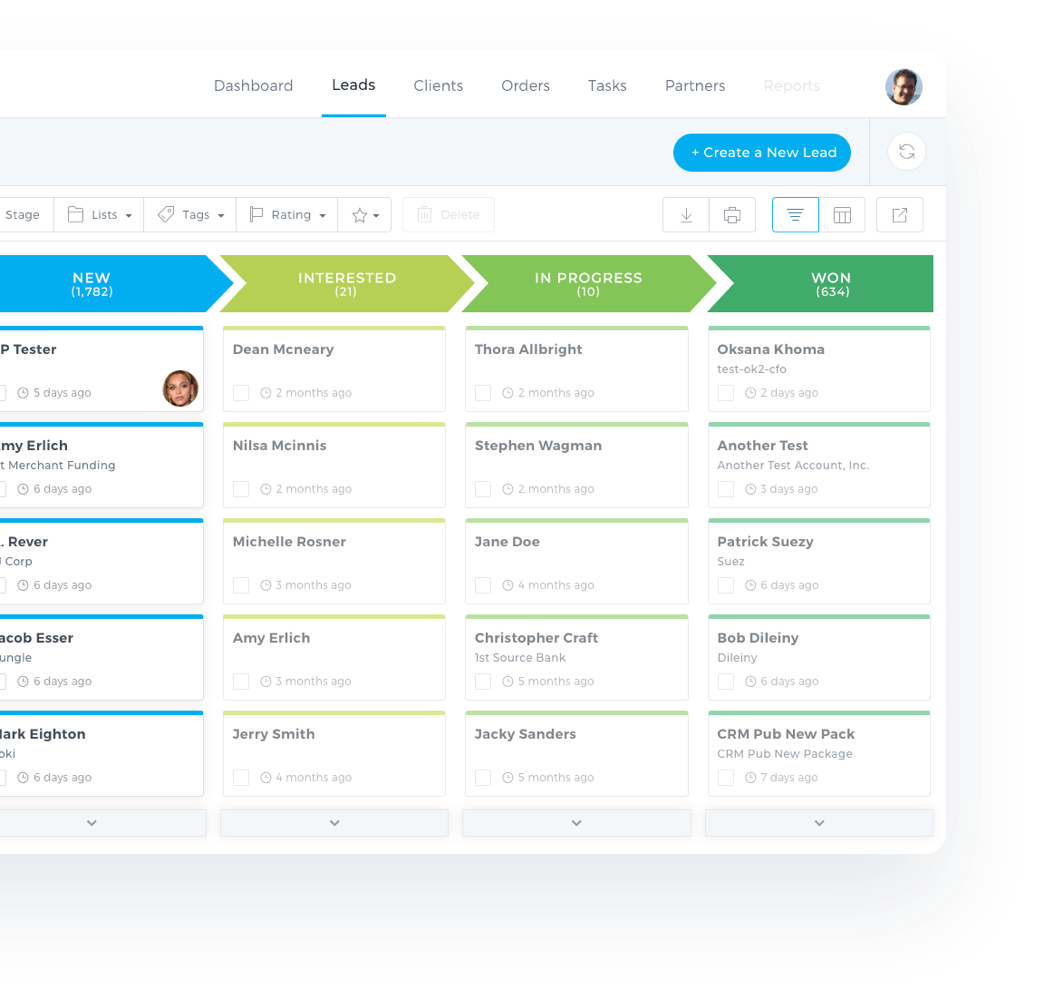 Dashboard Leads Clients Orders Tasks Partners Reports
+ Create a New Lead
Stage Lists Tags Rating Delete
NEW INTERESTED IN PROGRESS WON
(1,782) (21) (10) (634)
P Tester Dean Mcneary Thora Allbright Oksana Khoma
test-ok2-cfo
5 days ago 2 months ago 2 months ago 2 days ago
my Erlich Nilsa Mcinnis Stephen Wagman Another Test
t Merchant Funding Another Test Account, Inc.
6 days ago 2 months ago 2 months ago 3 days ago
. Rever Michelle Rosner Jane Doe Patrick Suezy
Corp Suez
6 days ago 3 months ago 4 months ago 6 days ago
acob Esser Amy Erlich Christopher Craft Bob Dileiny
ungle 1st Source Bank Dileiny
6 days ago 3 months ago 5 months ago 6 days ago
ark Eighton Jerry Smith Jacky Sanders CRM Pub New Pack
oki CRM Pub New Package
6 days ago 4 months ago 5 months ago 7 days ago